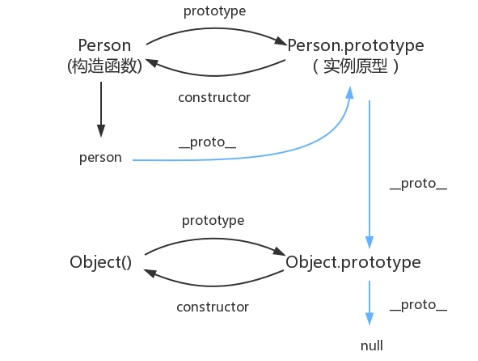 prototype
Person
(构造函数)
Person.prototype
（实例原型）
constructor
person
__proto__
__proto__
prototype
Object()
Object.prototype
constructor
__proto__
null